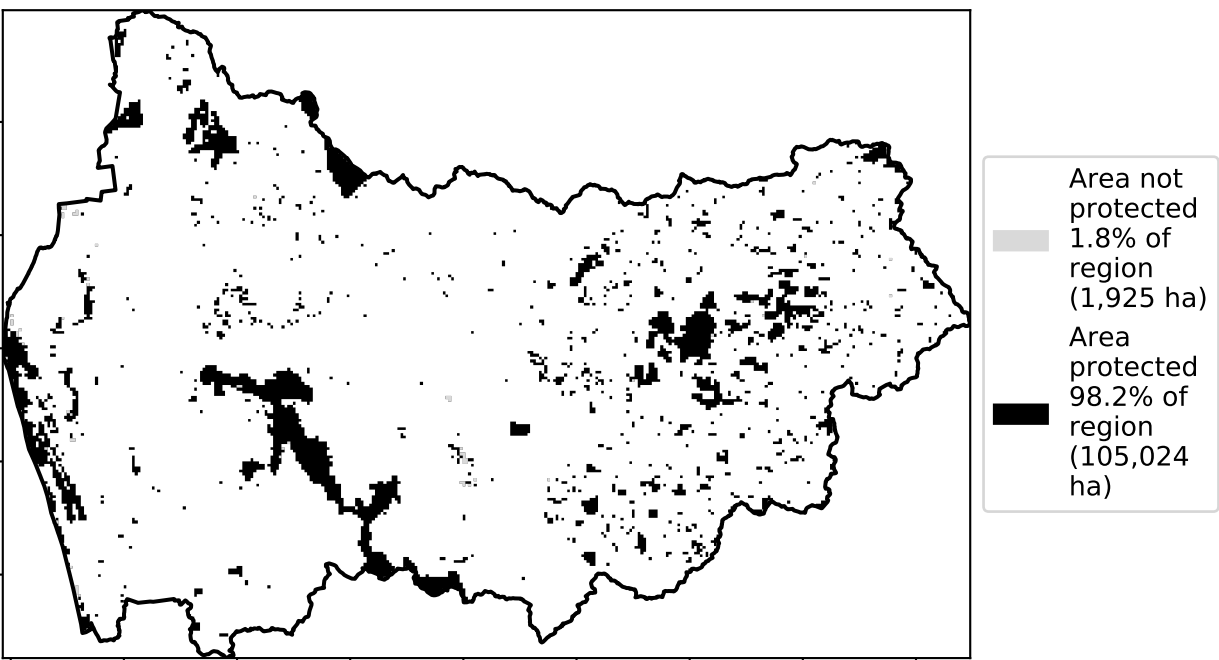 Area not
protected
1.8% of
region
(1,925 ha)
Area
protected
98.2% of
region
(105,024
ha)